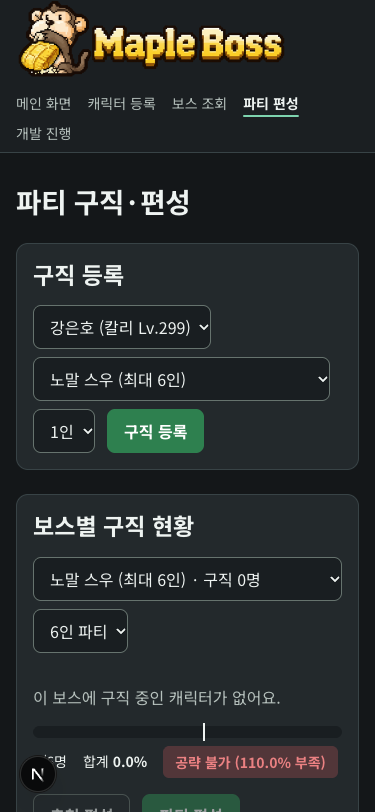 Maple Boss
메인 화면 캐릭터 등록 보스 조회 파티 편성
개발 진행
파티 구직·편성
구직 등록
강은호 (칼리 Lv.299)
노말 스우 (최대 6인)
1인 구직 등록
보스별 구직 현황
노말 스우 (최대 6인) · 구직 0명
6인 파티
이 보스에 구직 중인 캐릭터가 없어요.
합계 0.0% 공략 불가 (110.0% 부족)
N